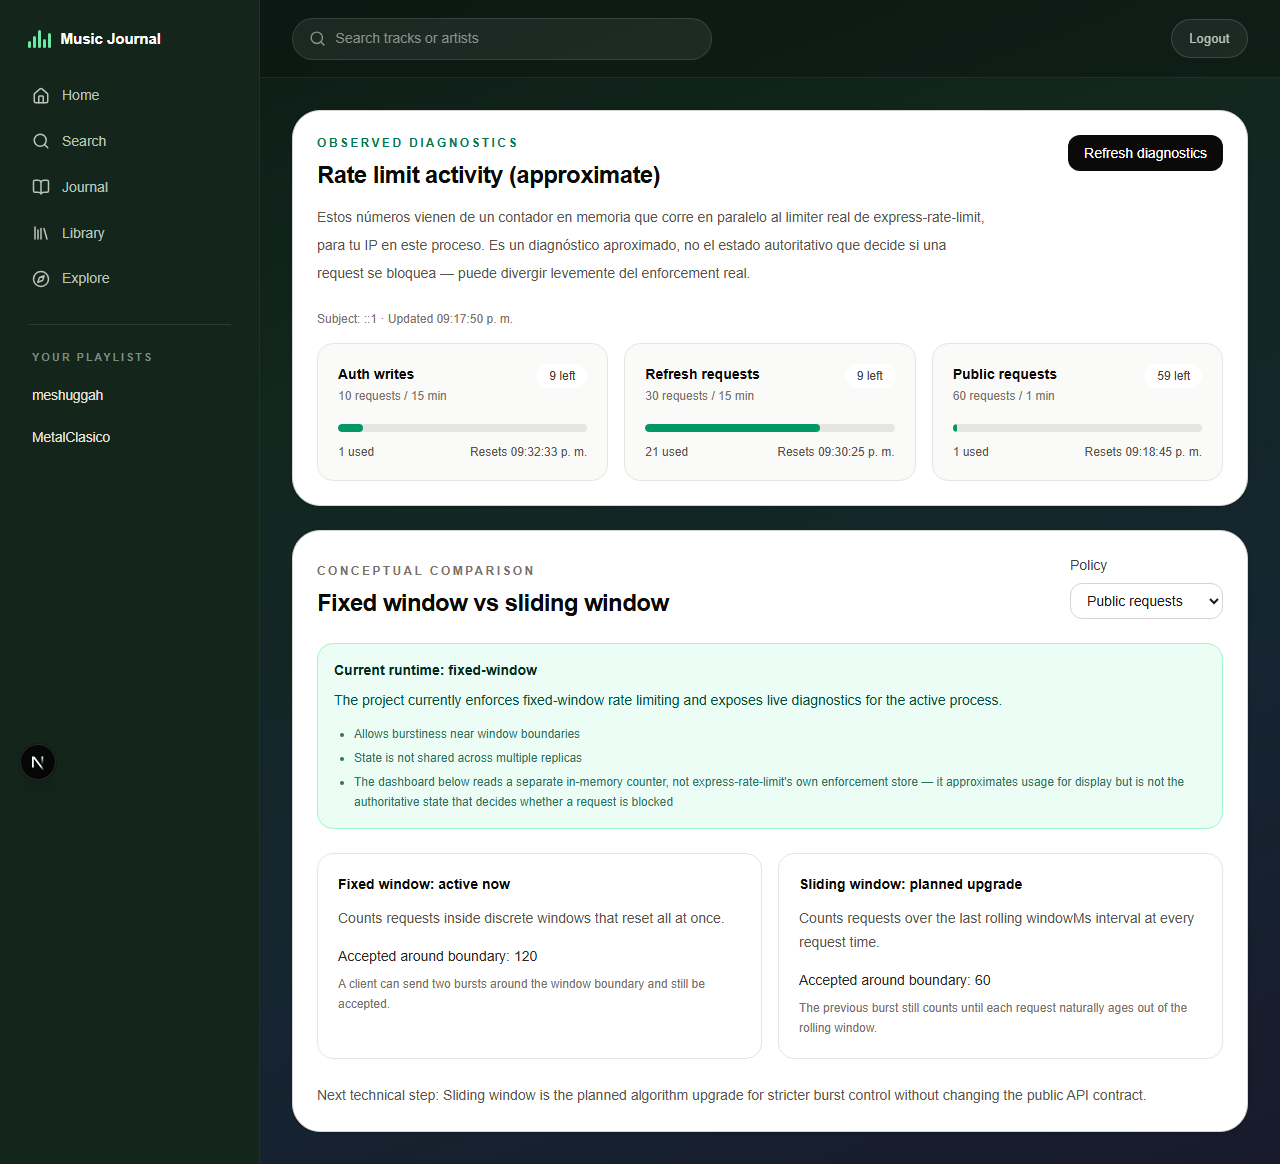 Music Journal
Search tracks or artists
Logout
Home
Search
Journal
Library
Explore
YOUR PLAYLISTS
meshuggah
MetalClasico
OBSERVED DIAGNOSTICS
Rate limit activity (approximate)
Refresh diagnostics
Estos números vienen de un contador en memoria que corre en paralelo al limiter real de express-rate-limit,
para tu IP en este proceso. Es un diagnóstico aproximado, no el estado autoritativo que decide si una
request se bloquea — puede divergir levemente del enforcement real.
Subject: ::1 · Updated 09:17:50 p. m.
Auth writes
9 left
10 requests / 15 min
1 used
Resets 09:32:33 p. m.
Refresh requests
9 left
30 requests / 15 min
21 used
Resets 09:30:25 p. m.
Public requests
59 left
60 requests / 1 min
1 used
Resets 09:18:45 p. m.
CONCEPTUAL COMPARISON
Fixed window vs sliding window
Policy
Public requests
Current runtime: fixed-window
The project currently enforces fixed-window rate limiting and exposes live diagnostics for the active process.
• Allows burstiness near window boundaries
• State is not shared across multiple replicas
• The dashboard below reads a separate in-memory counter, not express-rate-limit's own enforcement store — it approximates usage for display but is not the
authoritative state that decides whether a request is blocked
Fixed window: active now
Counts requests inside discrete windows that reset all at once.
Accepted around boundary: 120
A client can send two bursts around the window boundary and still be
accepted.
Sliding window: planned upgrade
Counts requests over the last rolling windowMs interval at every
request time.
Accepted around boundary: 60
The previous burst still counts until each request naturally ages out of the
rolling window.
Next technical step: Sliding window is the planned algorithm upgrade for stricter burst control without changing the public API contract.
N